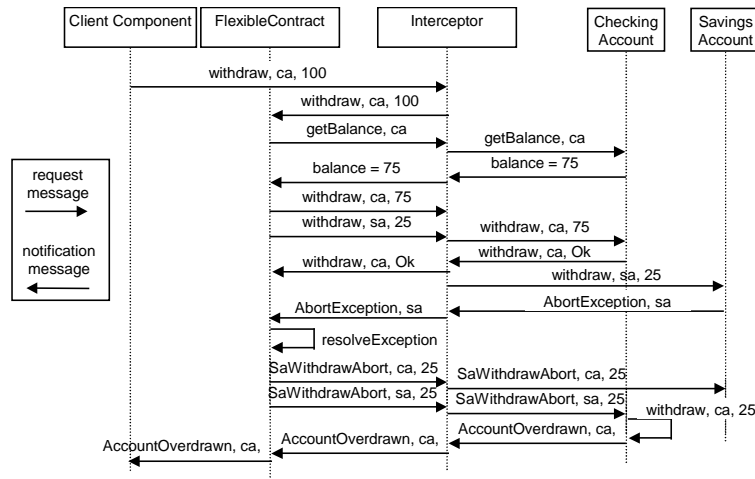 Client Component FlexibleContract Interceptor Checking Account Savings Account
withdraw, ca, 100
withdraw, ca, 100
getBalance, ca
getBalance, ca
balance = 75
balance = 75
request
message
withdraw, ca, 75
withdraw, sa, 25
withdraw, ca, 75
notification
message
withdraw, ca, Ok
withdraw, ca, Ok
withdraw, sa, 25
AbortException, sa
AbortException, sa
resolveException
SaWithdrawAbort, ca, 25
SaWithdrawAbort, ca, 25
SaWithdrawAbort, sa, 25
SaWithdrawAbort, sa, 25
withdraw, ca, 25
AccountOverdrawn, ca,
AccountOverdrawn, ca,
AccountOverdrawn, ca,